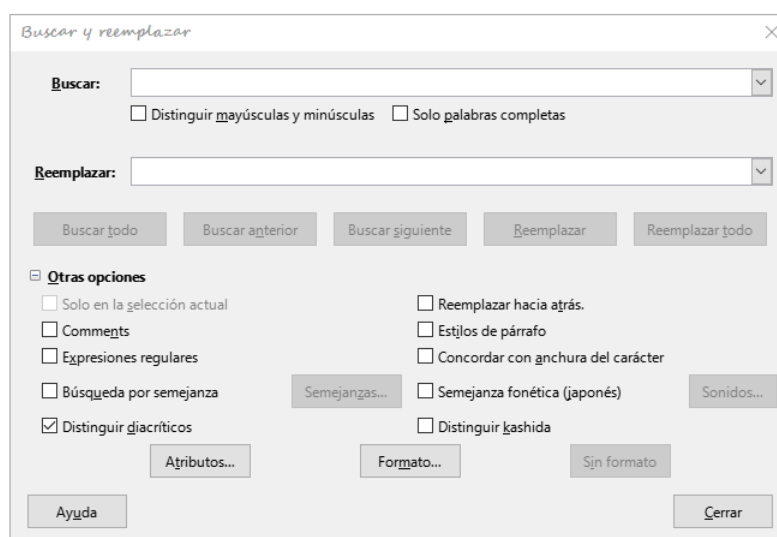 Buscar y reemplazar
Buscar:
Distinguir mayúsculas y minúsculas Solo palabras completas
Reemplazar:
Buscar todo Buscar anterior Buscar siguiente Reemplazar Reemplazar todo
Otras opciones
Solo en la selección actual Reemplazar hacia atrás.
Comments Estilos de párrafo
Expresiones regulares Concordar con anchura del carácter
Búsqueda por semejanza Semejanzas... Semejanza fonética (japonés) Sonidos...
Distinguir diacríticos Distinguir kashida
Atributos... Formato... Sin formato
Ayuda Cerrar